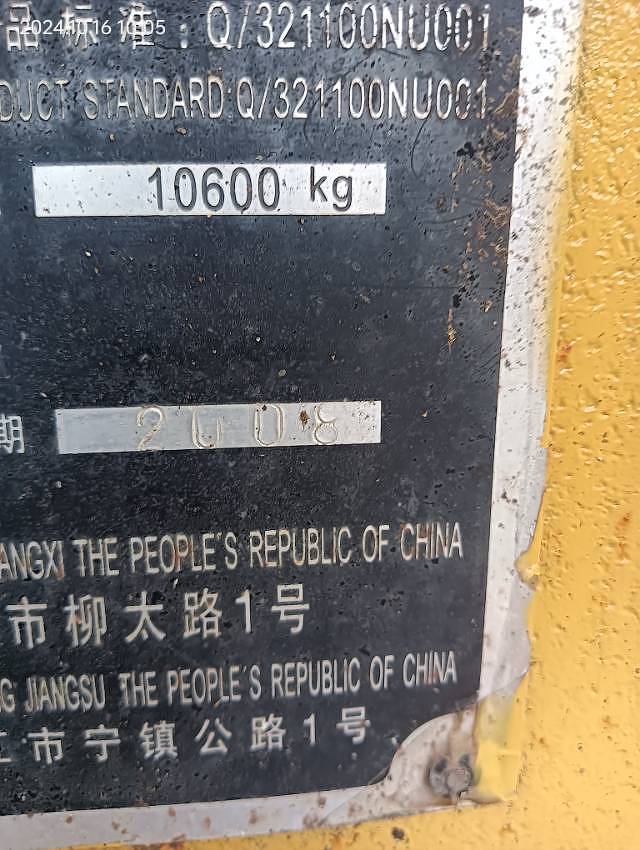 2024 10 16 10:05
品标准：Q/321100NU001
DUCT STANDARD:Q/321100NU001
10600 kg
期 2008
ANGXI THE PEOPLE'S REPUBLIC OF CHINA
市柳太路1号
G JIANGSU THE PEOPLE'S REPUBLIC OF CHINA
江市宁镇公路1号